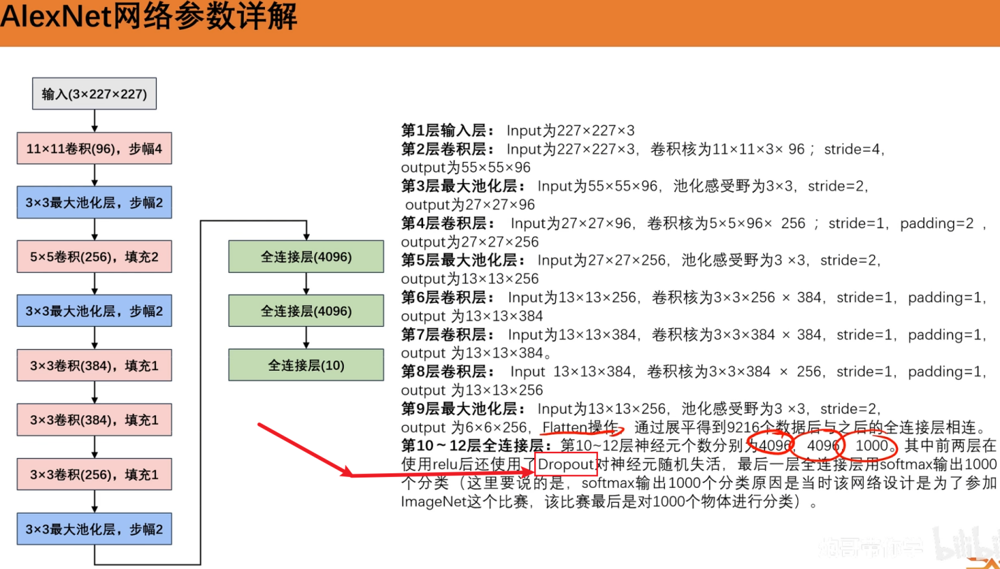 AlexNet网络参数详解
输入(3×227×227)
11×11卷积(96)，步幅4
3×3最大池化层，步幅2
5×5卷积(256)，填充2
3×3最大池化层，步幅2
3×3卷积(384)，填充1
3×3卷积(384)，填充1
3×3卷积(256)，填充1
3×3最大池化层，步幅2
全连接层(4096)
全连接层(4096)
全连接层(10)
第1层输入层： Input为227×227×3
第2层卷积层： Input为227×227×3，卷积核为11×11×3× 96 ；stride=4,
output为55×55×96
第3层最大池化层： Input为55×55×96，池化感受野为3×3，stride=2,
output为27×27×96
第4层卷积层： Input为27×27×96，卷积核为5×5×96× 256 ；stride=1，padding=2 ,
output为27×27×256
第5层最大池化层： Input为27×27×256，池化感受野为3 ×3，stride=2,
output为13×13×256
第6层卷积层： Input为13×13×256，卷积核为3×3×256 × 384，stride=1，padding=1,
output 为13×13×384
第7层卷积层： Input为13×13×384，卷积核为3×3×384 × 384，stride=1，padding=1,
output 为13×13×384。
第8层卷积层： Input 13×13×384，卷积核为3×3×384 × 256，stride=1，padding=1,
output 为13×13×256
第9层最大池化层： Input为13×13×256，池化感受野为3 ×3，stride=2,
output 为6×6×256，Flatten操作，通过展平得到9216个数据后与之后的全连接层相连。
第10～12层全连接层：第10~12层神经元个数分别为4096，4096，1000。其中前两层在
使用relu后还使用了Dropout对神经元随机失活，最后一层全连接层用softmax输出1000
个分类（这里要说的是，softmax输出1000个分类原因是当时该网络设计是为了参加
ImageNet这个比赛，该比赛最后是对1000个物体进行分类）。
炮哥带你学